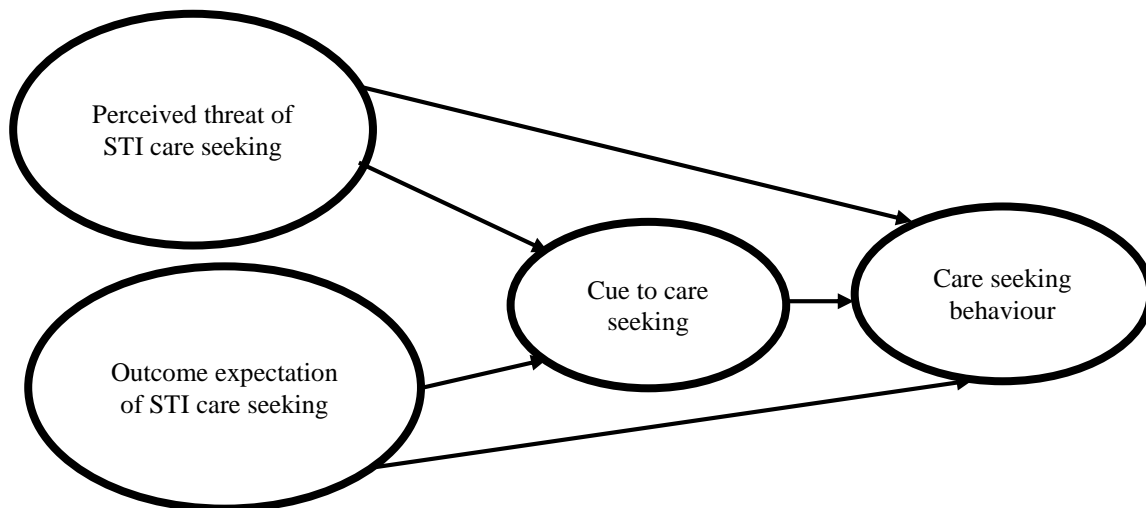 Perceived threat of
STI care seeking
Cue to care
seeking
Care seeking
behaviour
Outcome expectation
of STI care seeking